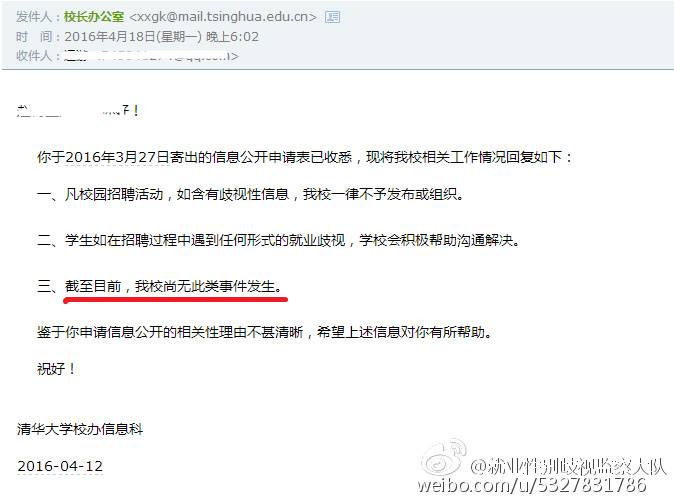 发件人：校长办公室 <xxgk@mail.tsinghua.edu.cn>
时 间：2016年4月18日(星期一) 晚上6:02
收件人：
好！
你于2016年3月27日寄出的信息公开申请表已收悉，现将我校相关工作情况回复如下：
一、凡校园招聘活动，如含有歧视性信息，我校一律不予发布或组织。
二、学生如在招聘过程中遇到任何形式的就业歧视，学校会积极帮助沟通解决。
三、截至目前，我校尚无此类事件发生。
鉴于你申请信息公开的相关性理由不甚清晰，希望上述信息对你有所帮助。
祝好！
清华大学校办信息科
2016-04-12
@就业性别歧视监察大队
weibo.com/u/5327831786